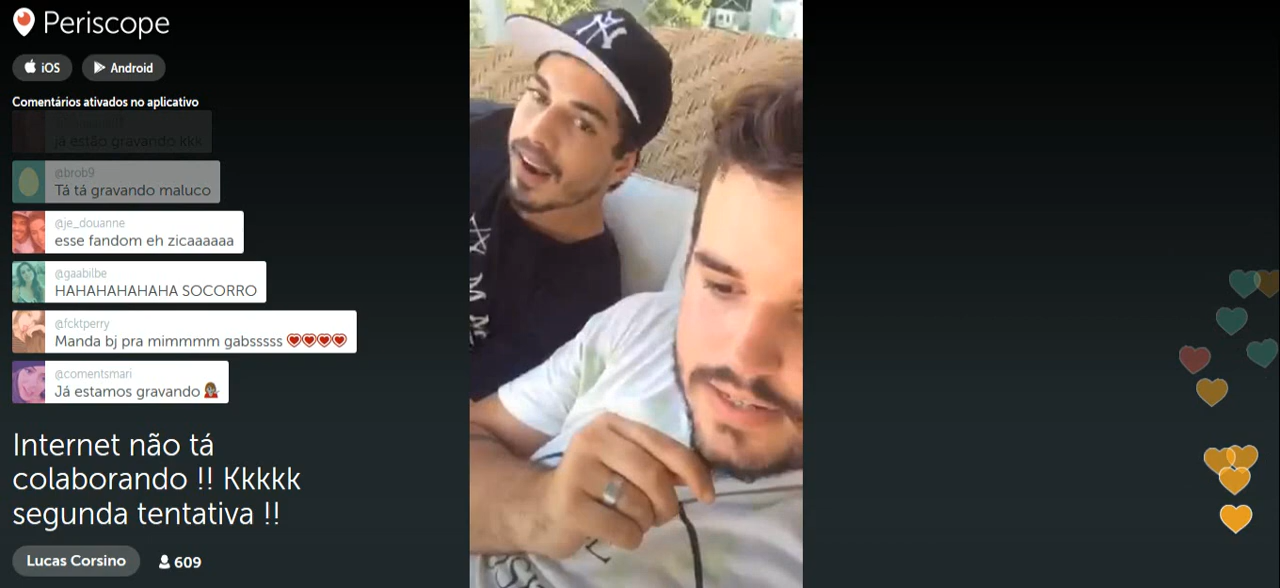 Periscope
iOS
Android
Comentários ativados no aplicativo
já estão gravando kkk
@brob9
Tá tá gravando maluco
@je_douanne
esse fandom eh zicaaaaaa
@gaabilbe
HAHAHAHAHAHA SOCORRO
@fcktperry
Manda bj pra mimmmm gabsssss
@comentsmari
Já estamos gravando
Internet não tá
colaborando !! Kkkkk
segunda tentativa !!
Lucas Corsino
609
NY